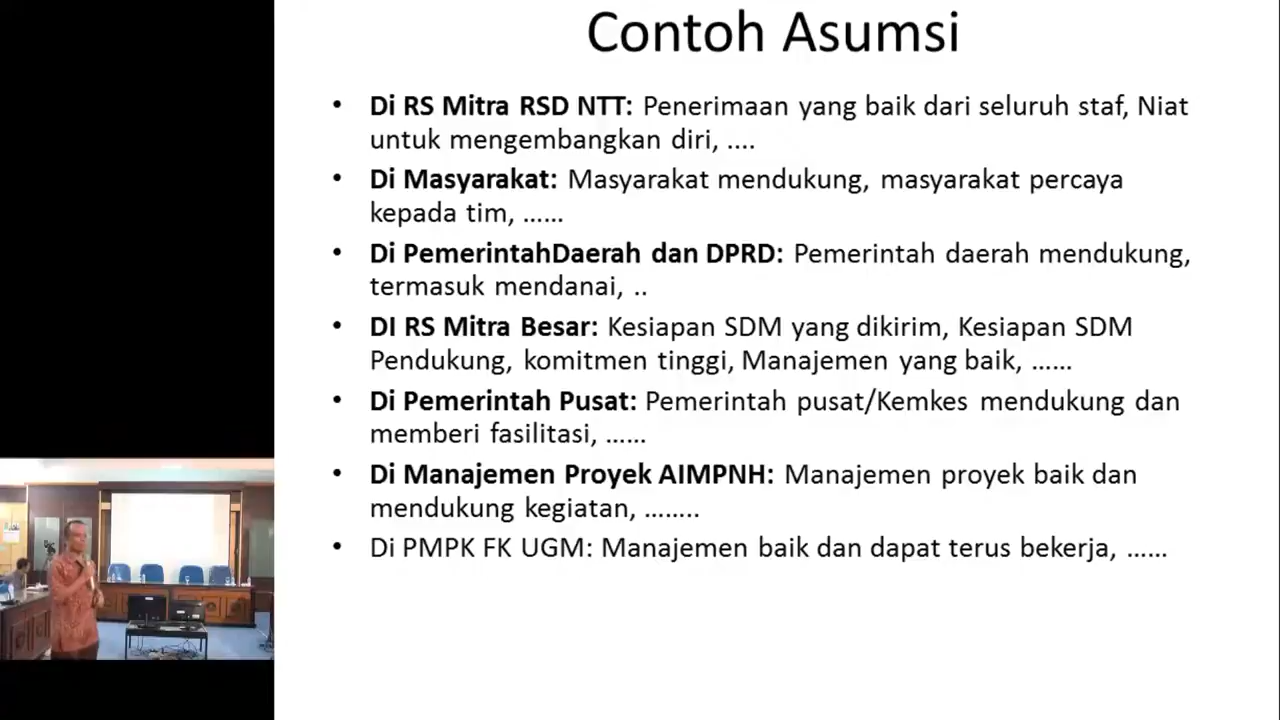 Contoh Asumsi
• Di RS Mitra RSD NTT: Penerimaan yang baik dari seluruh staf, Niat
untuk mengembangkan diri, ....
• Di Masyarakat: Masyarakat mendukung, masyarakat percaya
kepada tim, ......
• Di PemerintahDaerah dan DPRD: Pemerintah daerah mendukung,
termasuk mendanai, ..
• DI RS Mitra Besar: Kesiapan SDM yang dikirim, Kesiapan SDM
Pendukung, komitmen tinggi, Manajemen yang baik, ......
• Di Pemerintah Pusat: Pemerintah pusat/Kemkes mendukung dan
memberi fasilitasi, ......
• Di Manajemen Proyek AIMPNH: Manajemen proyek baik dan
mendukung kegiatan, ........
• Di PMPK FK UGM: Manajemen baik dan dapat terus bekerja, ......